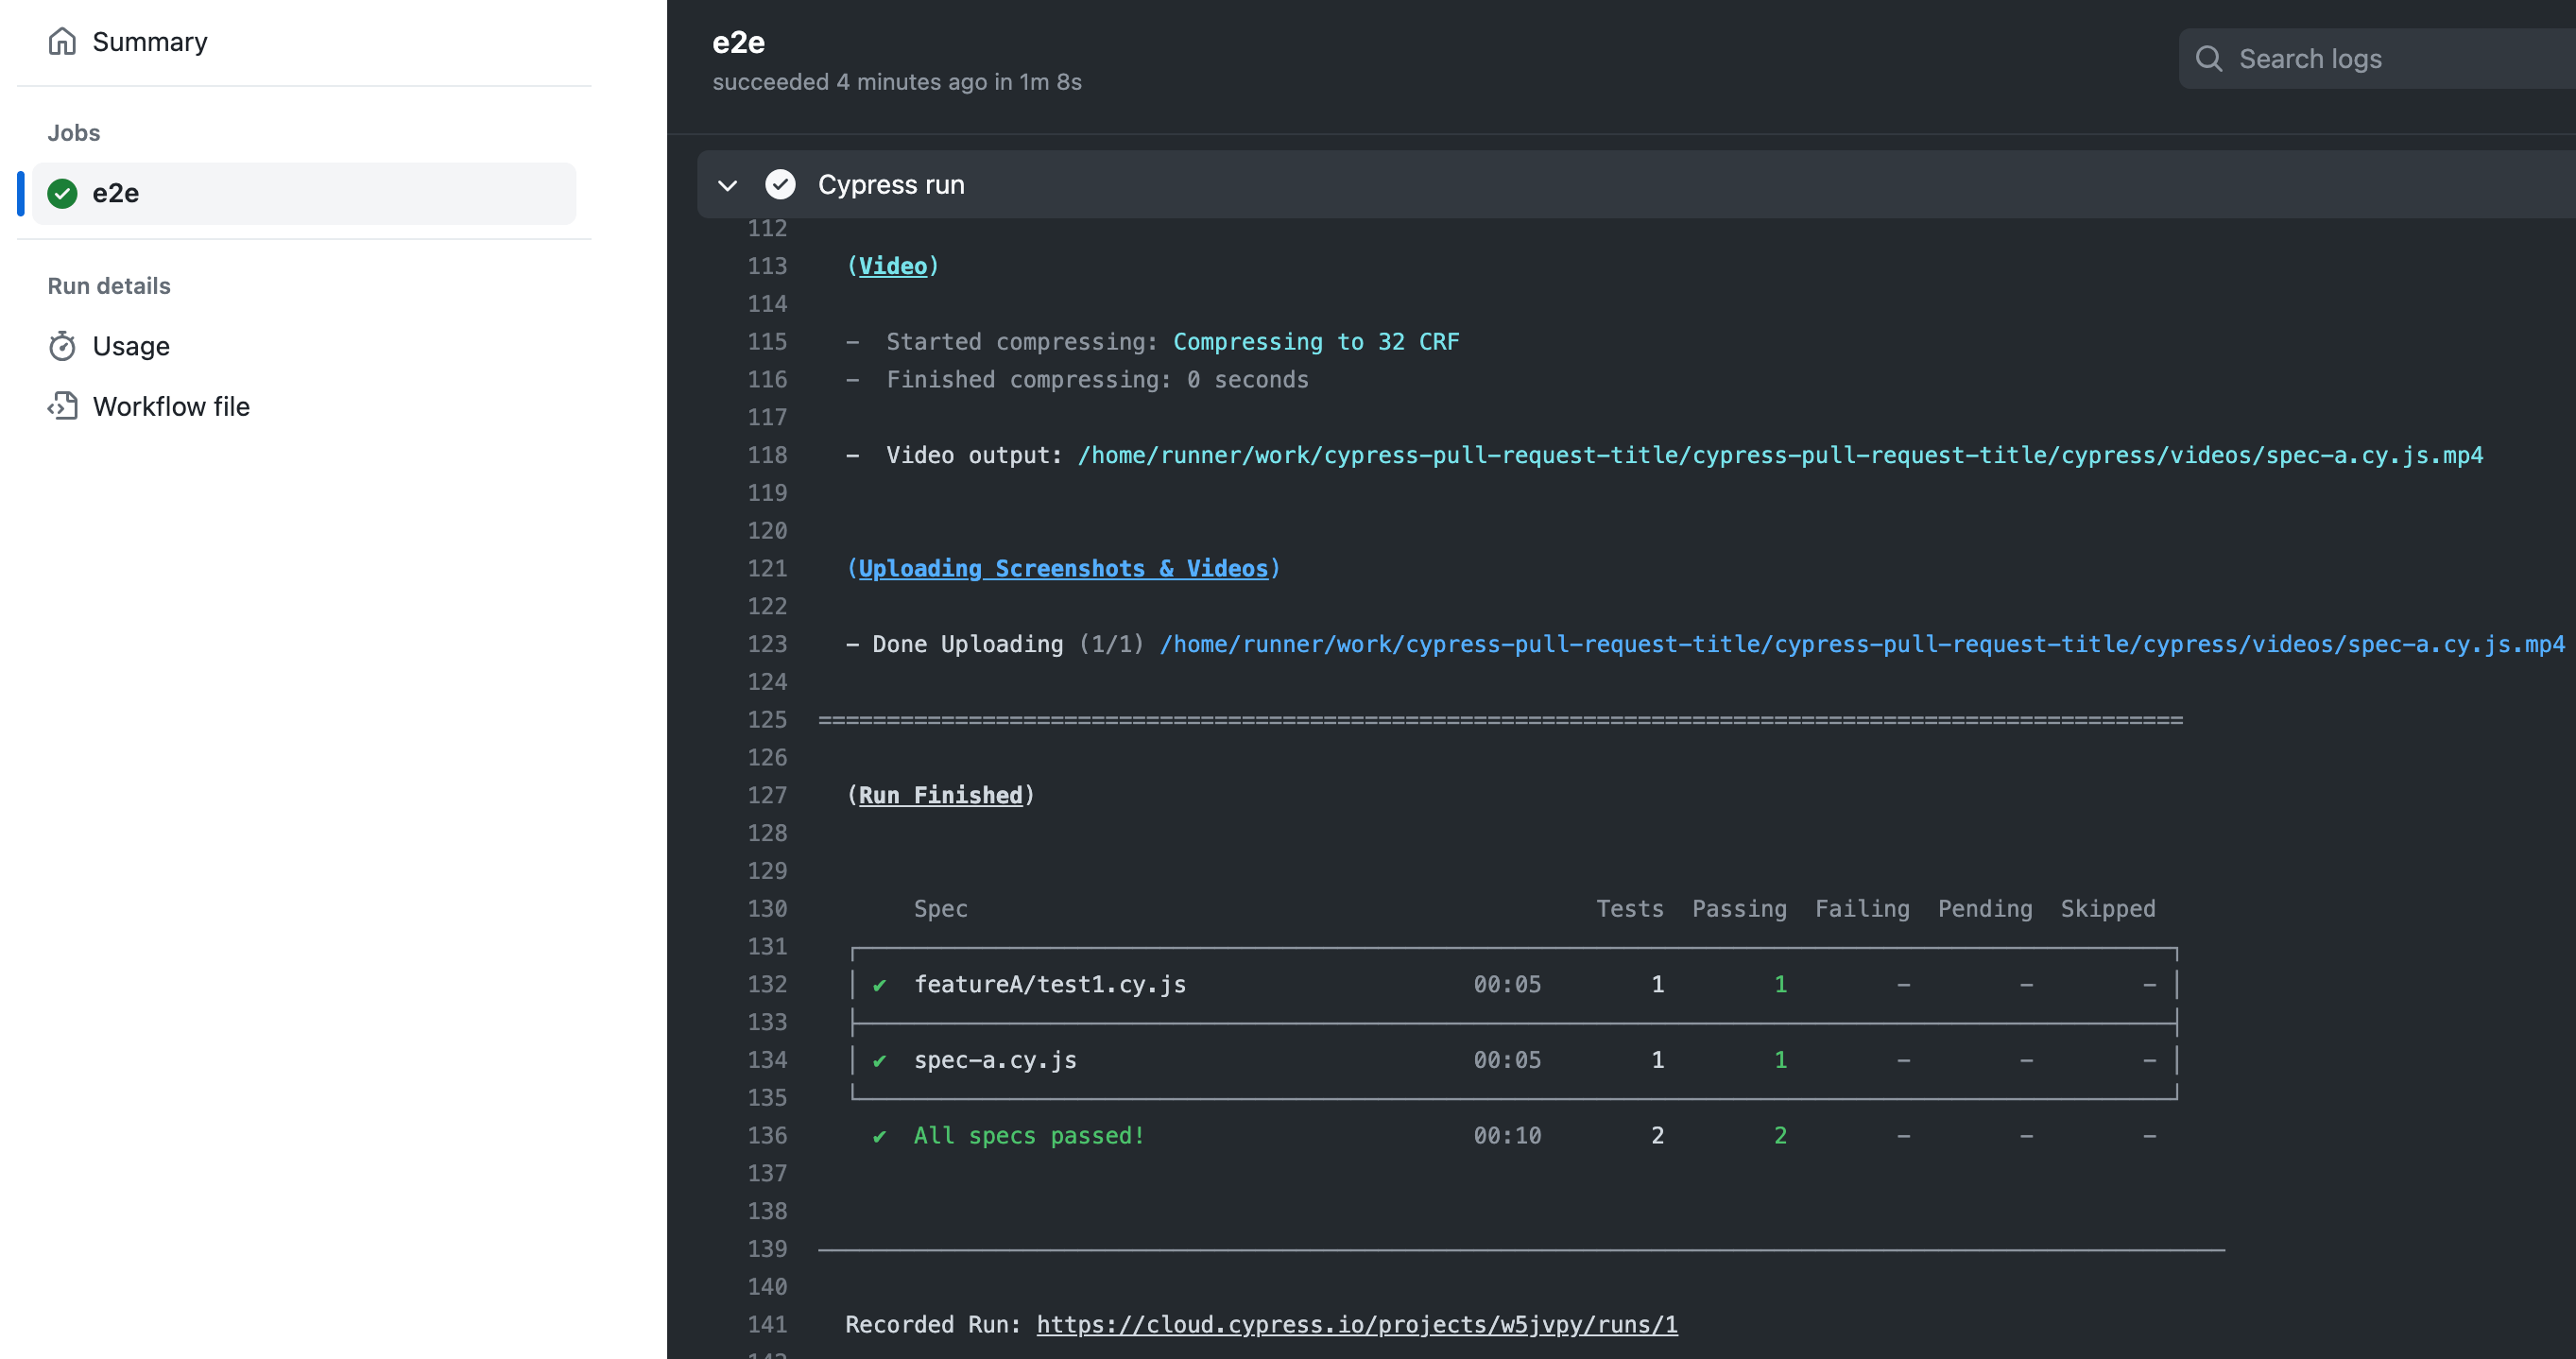 Summary
Jobs
e2e
Run details
Usage
Workflow file
e2e
succeeded 4 minutes ago in 1m 8s
Search logs
Cypress run
112
113 (Video)
114
115 – Started compressing: Compressing to 32 CRF
116 – Finished compressing: 0 seconds
117
118 – Video output: /home/runner/work/cypress-pull-request-title/cypress-pull-request-title/cypress/videos/spec-a.cy.js.mp4
119
120
121 (Uploading Screenshots & Videos)
122
123 – Done Uploading (1/1) /home/runner/work/cypress-pull-request-title/cypress-pull-request-title/cypress/videos/spec-a.cy.js.mp4
124
125 ====================================================================================================
126
127 (Run Finished)
128
129
130 Spec Tests Passing Failing Pending Skipped
131
132 ✔ featureA/test1.cy.js 00:05 1 1 – – –
133
134 ✔ spec-a.cy.js 00:05 1 1 – – –
135
136 ✔ All specs passed! 00:10 2 2 – – –
137
138
139
140
141 Recorded Run: https://cloud.cypress.io/projects/w5jvpy/runs/1